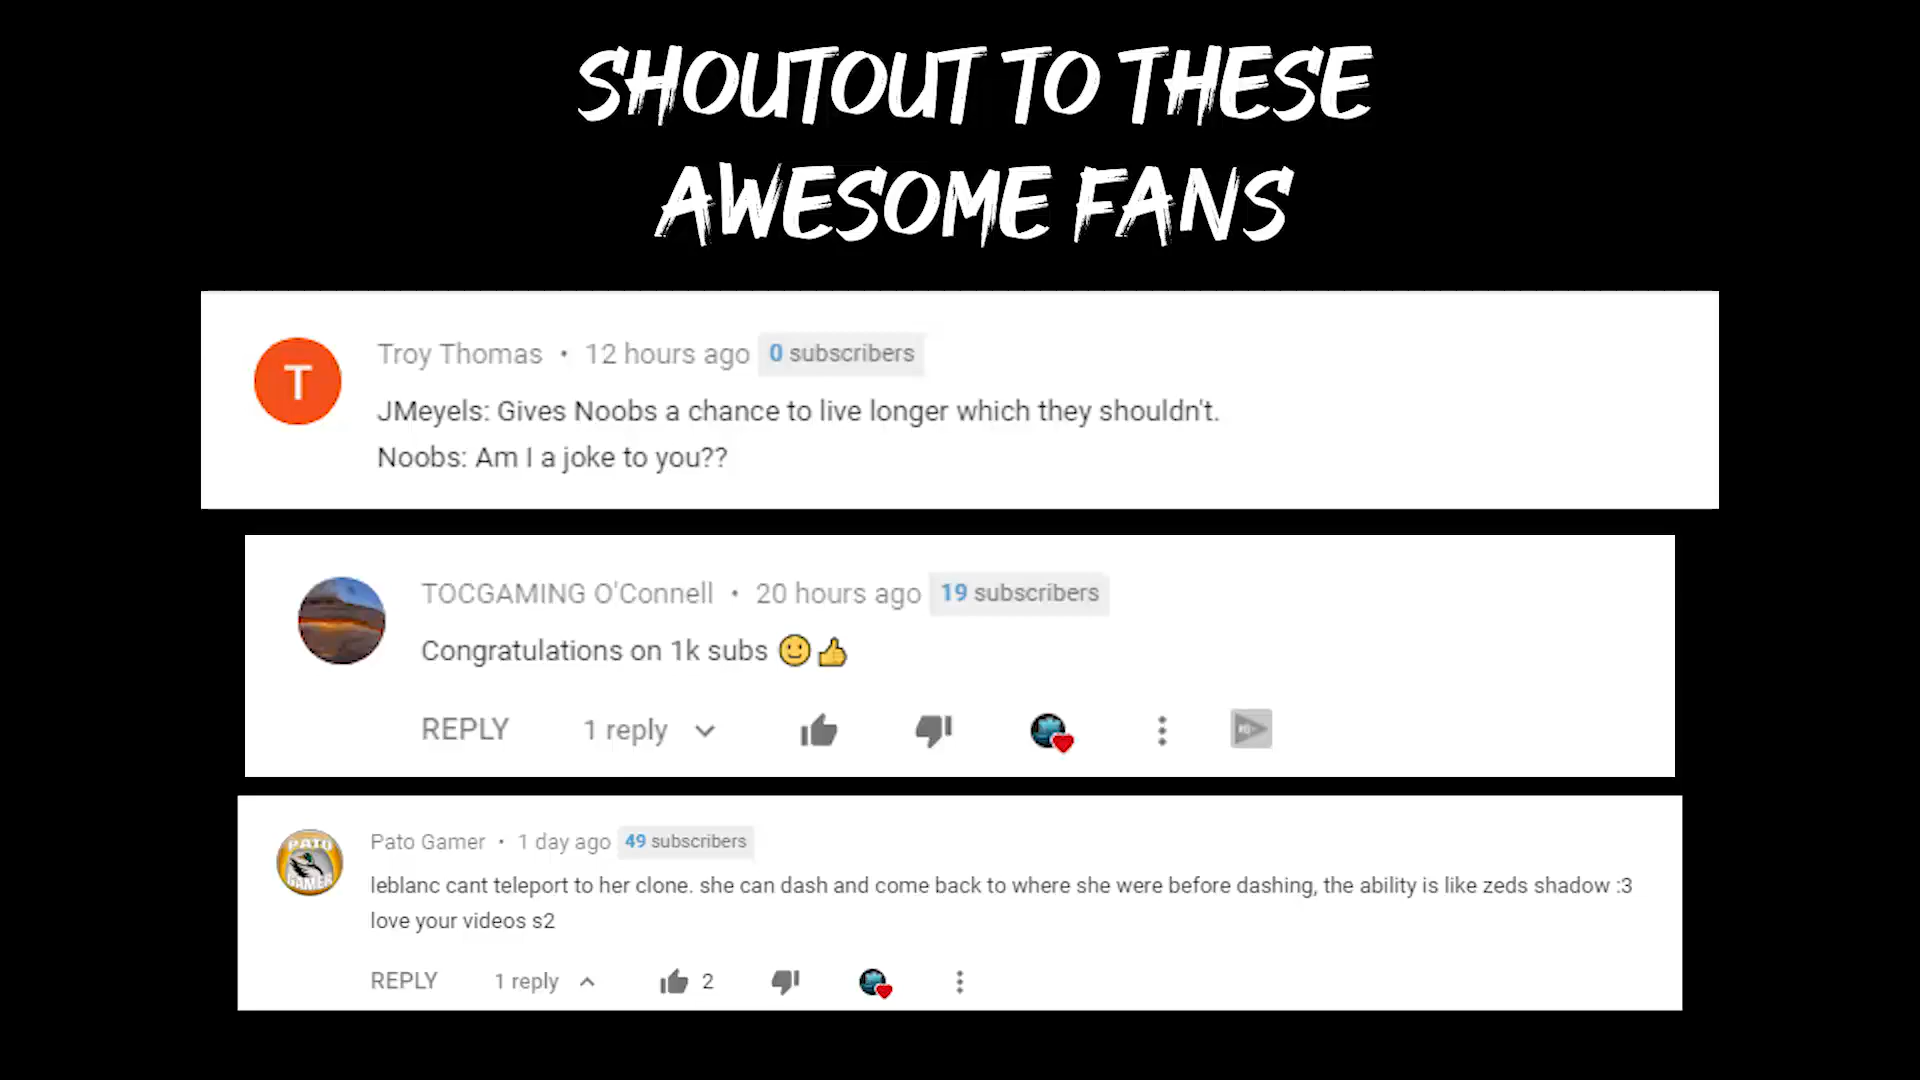 SHOUTOUT TO THESE
AWESOME FANS
T
Troy Thomas • 12 hours ago 0 subscribers
JMeyels: Gives Noobs a chance to live longer which they shouldn't.
Noobs: Am I a joke to you??
TOCGAMING O'Connell • 20 hours ago 19 subscribers
Congratulations on 1k subs 🙂👍
REPLY 1 reply
PATO
GAMER
Pato Gamer • 1 day ago 49 subscribers
leblanc cant teleport to her clone. she can dash and come back to where she were before dashing, the ability is like zeds shadow :3
love your videos s2
REPLY 1 reply 2